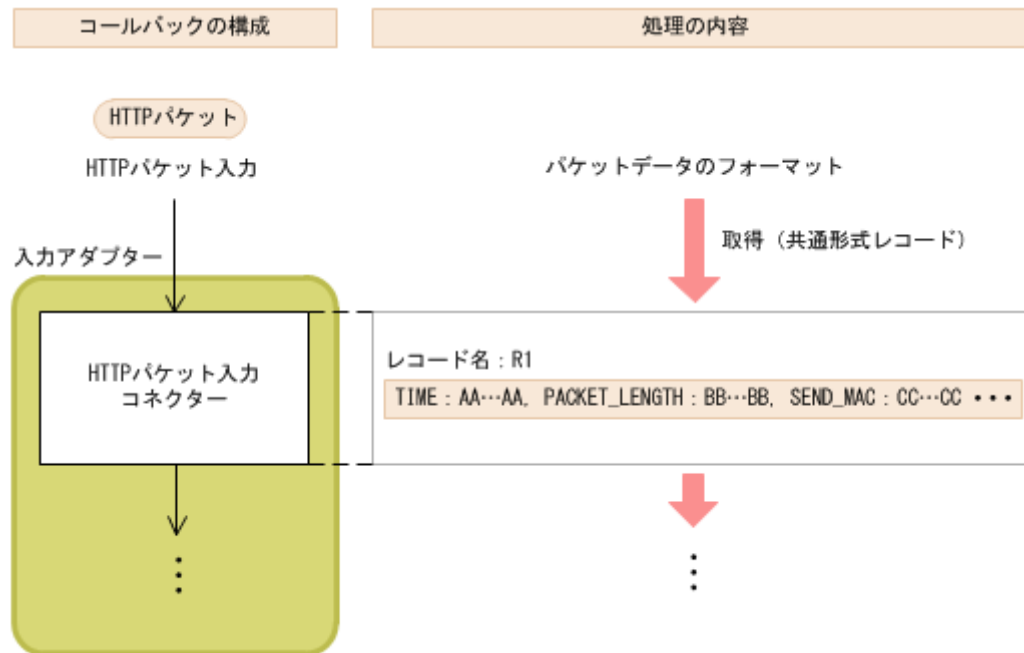 コールバックの構成
処理の内容
HTTPパケット
HTTPパケット入力
パケットデータのフォーマット
取得（共通形式レコード）
入力アダプター
HTTPパケット入力
コネクター
レコード名：R1
TIME：AA…AA, PACKET_LENGTH：BB…BB, SEND_MAC：CC…CC ・・・
⋮
⋮